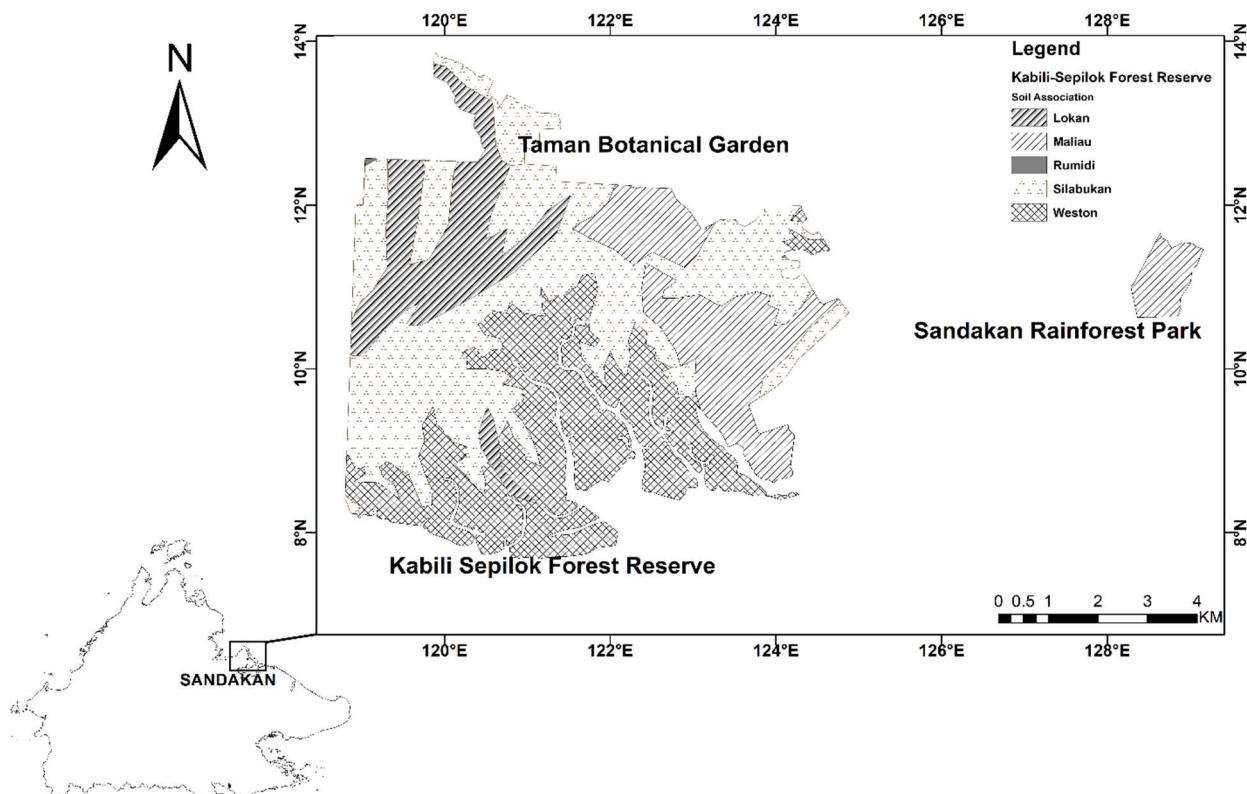 120°E 122°E 124°E 126°E 128°E
14°N 14°N
N
Legend
Kabili-Sepilok Forest Reserve
Soil Association
Lokan
Maliau
Rumidi
Silabukan
Weston
Taman Botanical Garden
12°N 12°N
Sandakan Rainforest Park
10°N 10°N
8°N 8°N
Kabili Sepilok Forest Reserve
0 0.5 1 2 3 4
KM
120°E 122°E 124°E 126°E 128°E
SANDAKAN